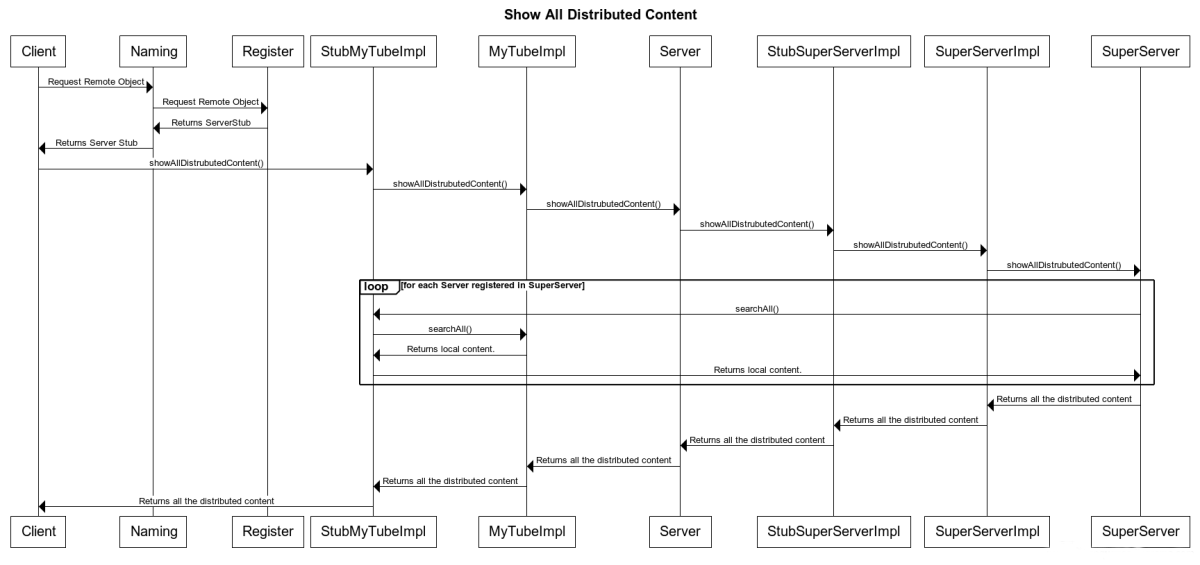 Show All Distributed Content
Client Naming Register StubMyTubeImpl MyTubeImpl Server StubSuperServerImpl SuperServerImpl SuperServer
Request Remote Object
Request Remote Object
Returns ServerStub
Returns Server Stub
showAllDistrubutedContent()
showAllDistrubutedContent()
showAllDistrubutedContent()
showAllDistrubutedContent()
showAllDistrubutedContent()
showAllDistrubutedContent()
loop [for each Server registered in SuperServer]
searchAll()
searchAll()
Returns local content.
Returns local content.
Returns all the distributed content
Returns all the distributed content
Returns all the distributed content
Returns all the distributed content
Returns all the distributed content
Returns all the distributed content
Client Naming Register StubMyTubeImpl MyTubeImpl Server StubSuperServerImpl SuperServerImpl SuperServer